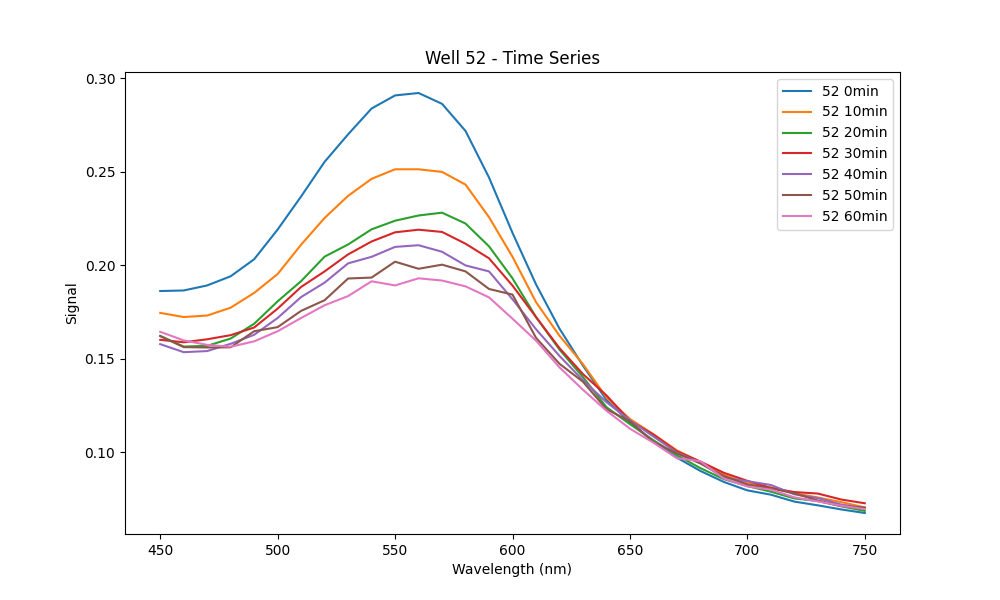 Well 52 - Time Series
Signal
0.30
0.25
0.20
0.15
0.10
52 0min
52 10min
52 20min
52 30min
52 40min
52 50min
52 60min
450 500 550 600 650 700 750
Wavelength (nm)